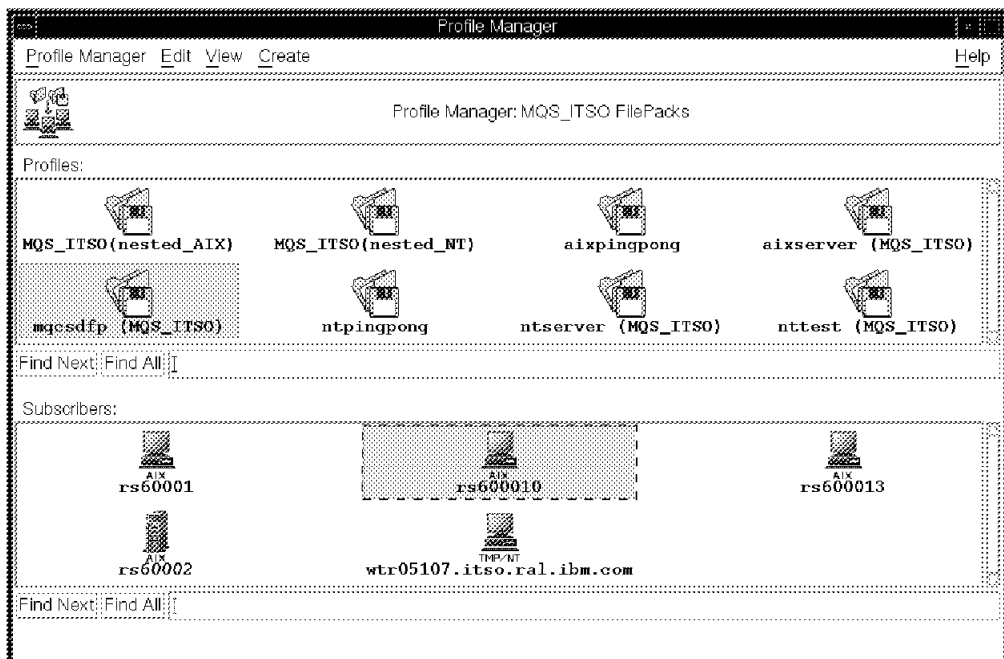 Profile Manager
Profile Manager Edit View Create Help
Profile Manager: MQS_ITSO FilePacks
Profiles:
MQS_ITSO(nested_AIX) MQS_ITSO(nested_NT) aixpingpong aixserver (MQS_ITSO)
mqcsdfp (MQS_ITSO) ntpingpong ntserver (MQS_ITSO) nttest (MQS_ITSO)
Find Next Find All
Subscribers:
AIX AIX AIX
rs60001 rs600010 rs600013
AIX TMP/NT
rs60002 wtr05107.itso.ral.ibm.com
Find Next Find All